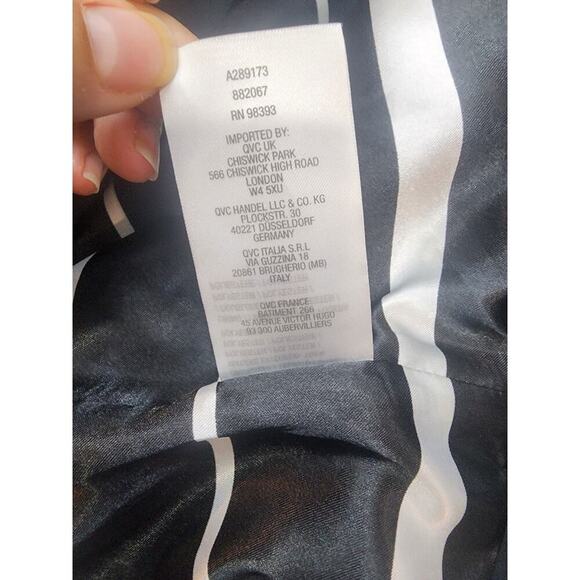 A289173
882067
RN 98393
IMPORTED BY:
QVC UK
CHISWICK PARK
566 CHISWICK HIGH ROAD
LONDON
W4 5XU
QVC HANDEL LLC & CO. KG
PLOCKSTR. 30
40221 DÜSSELDORF
GERMANY
QVC ITALIA S.R.L
VIA GUZZINA 18
20861 BRUGHERIO (MB)
ITALY
QVC FRANCE
BATIMENT 266
45 AVENUE VICTOR HUGO
93 300 AUBERVILLIERS